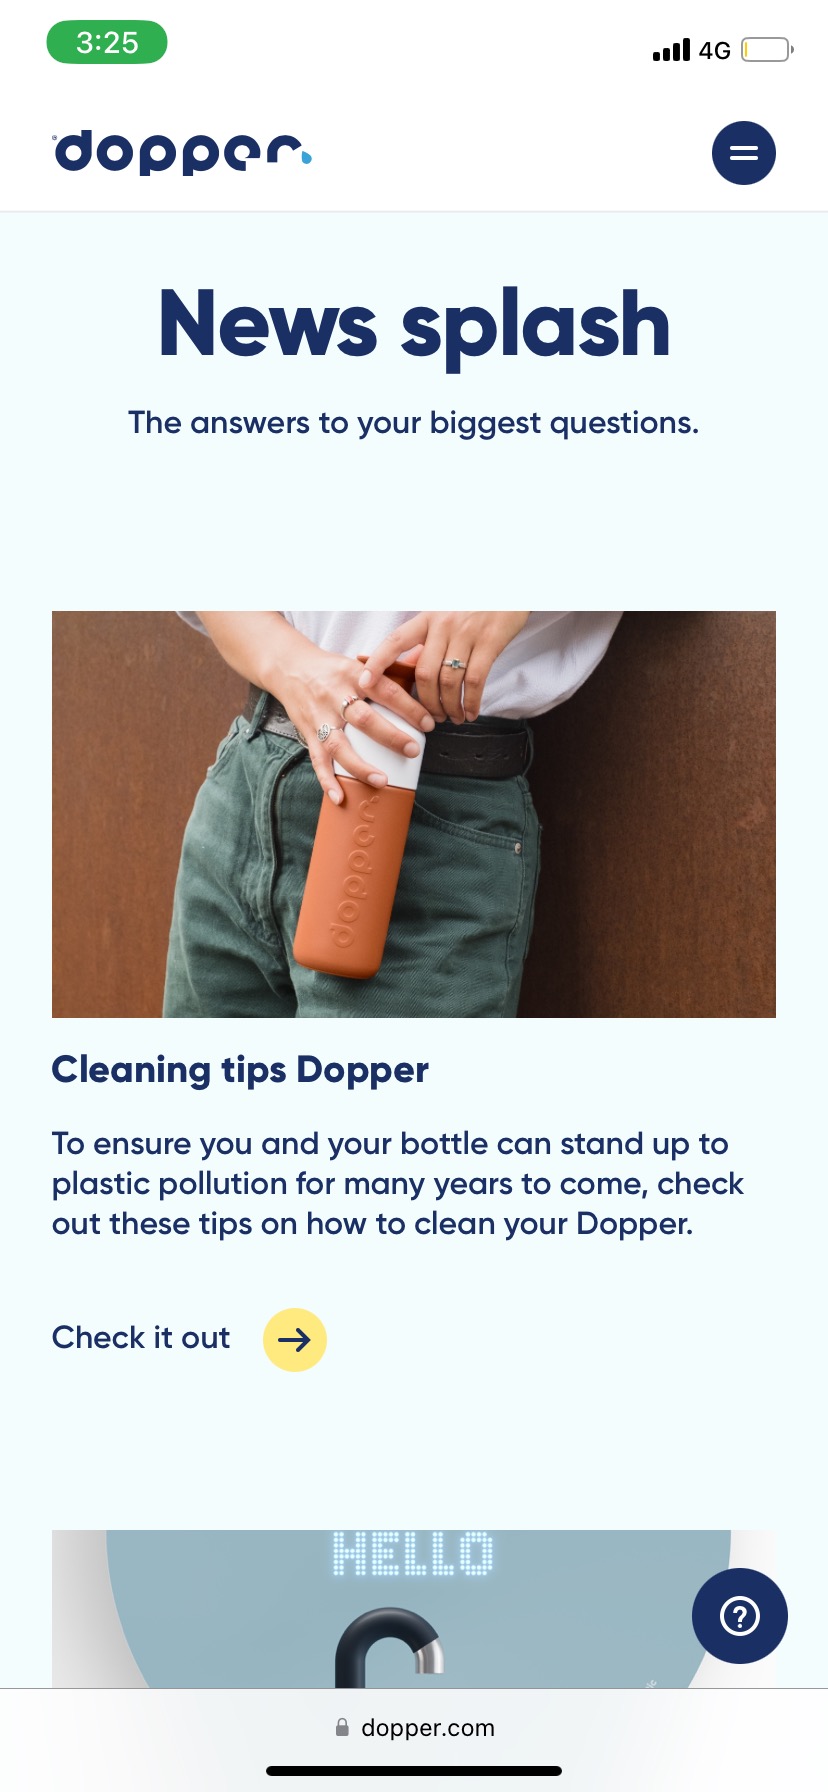 3:25
4G
dopper
News splash
The answers to your biggest questions.
dopper
Cleaning tips Dopper
To ensure you and your bottle can stand up to
plastic pollution for many years to come, check
out these tips on how to clean your Dopper.
Check it out
HELLO
?
dopper.com